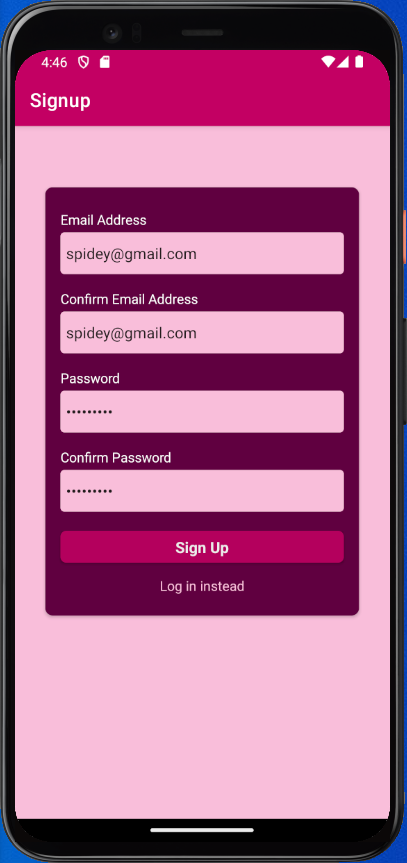 4:46
Signup
Email Address
spidey@gmail.com
Confirm Email Address
spidey@gmail.com
Password
•••••••••
Confirm Password
•••••••••
Sign Up
Log in instead